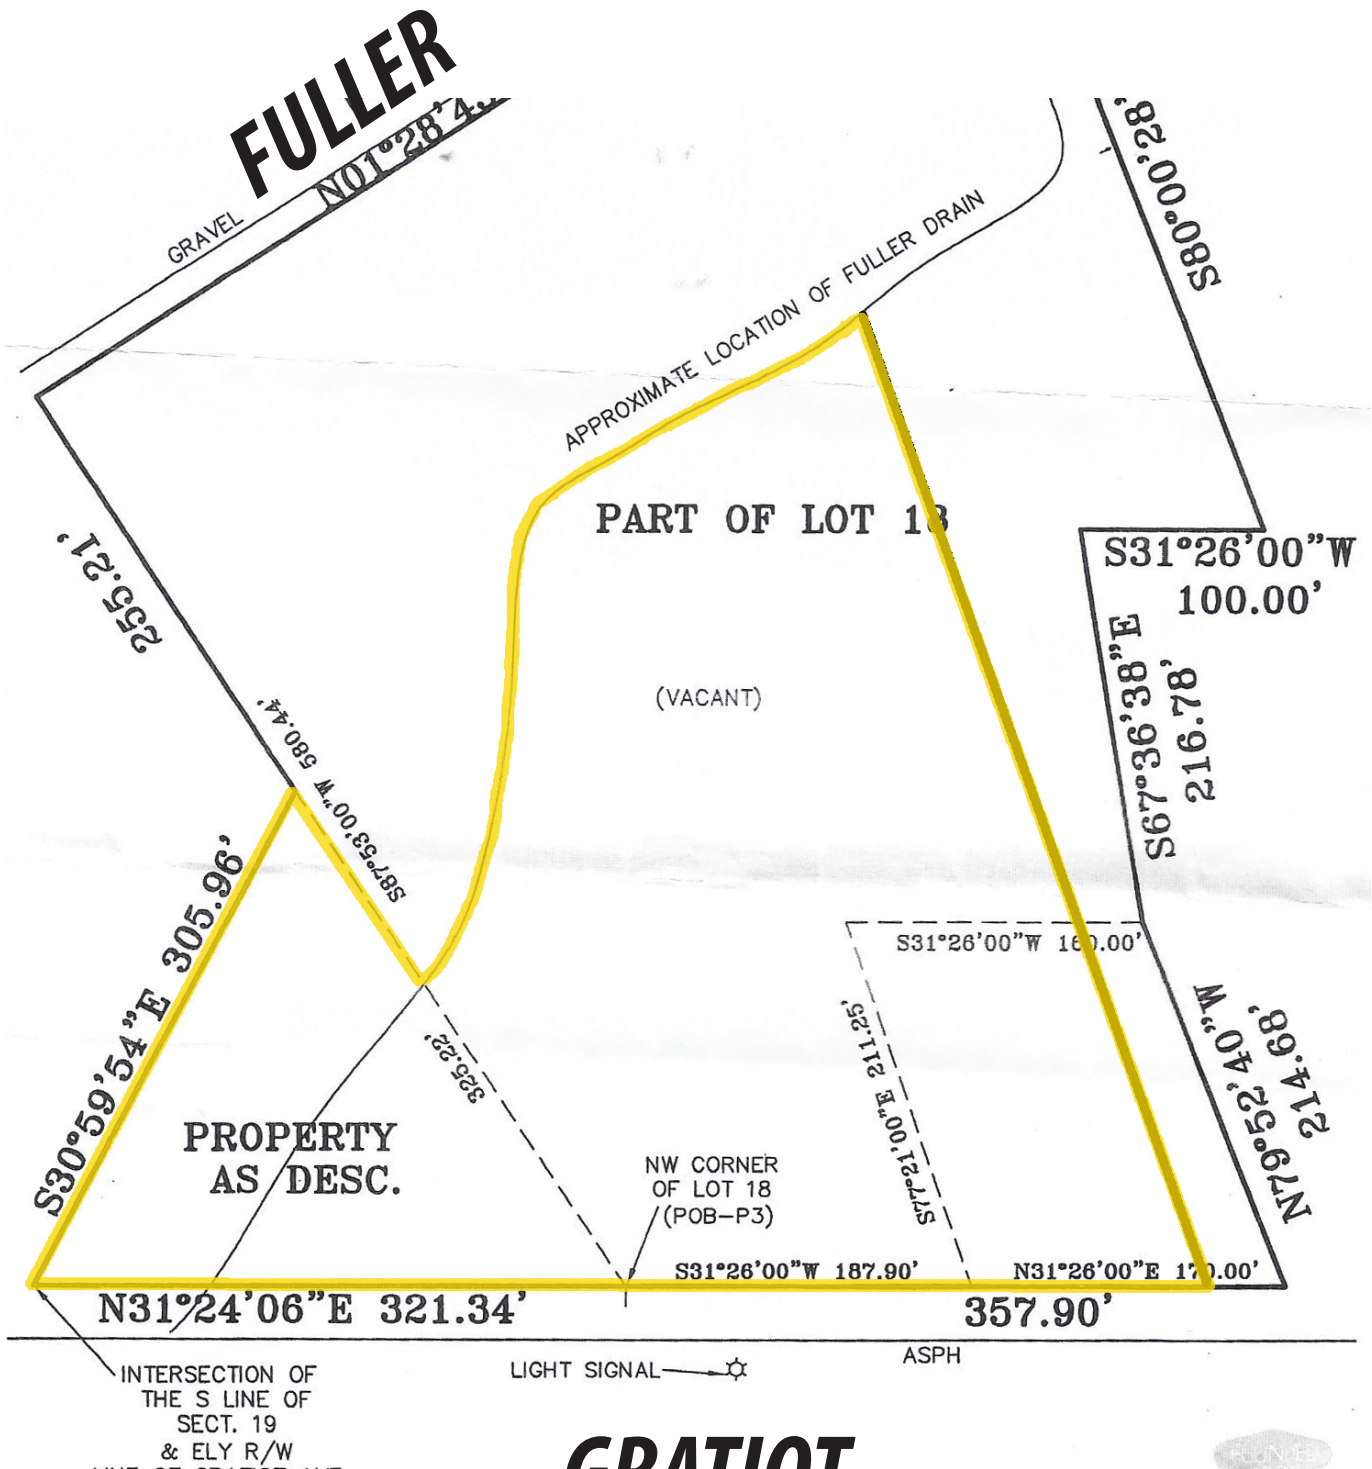 FULLER
N01°28'43
GRAVEL
S80°00'28
APPROXIMATE LOCATION OF FULLER DRAIN
PART OF LOT 18
S31°26'00"W
100.00'
255.21'
S67°36'38"E
216.78'
(VACANT)
S87°53'00"W 580.44'
S30°59'54"E 305.96'
S31°26'00"W 160.00'
N79°52'40"W
214.68'
S77°21'00"E 211.25'
325.22'
PROPERTY
AS DESC.
NW CORNER
OF LOT 18
(POB-P3)
S31°26'00"W 187.90'
N31°26'00"E 170.00'
N31°24'06"E 321.34'
357.90'
ASPH
LIGHT SIGNAL
INTERSECTION OF
THE S LINE OF
SECT. 19
& ELY R/W
GRATIOT